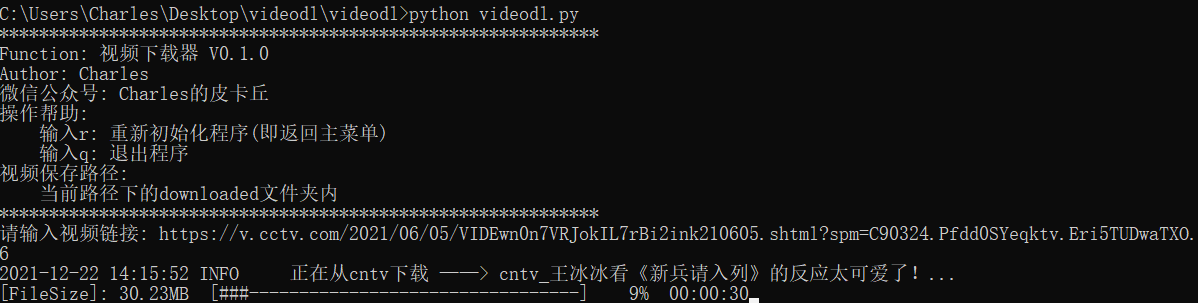 C:\Users\Charles\Desktop\videodl\videodl>python videodl.py
************************************************************
Function: 视频下载器 V0.1.0
Author: Charles
微信公众号: Charles的皮卡丘
操作帮助:
    输入r: 重新初始化程序(即返回主菜单)
    输入q: 退出程序
视频保存路径:
    当前路径下的downloaded文件夹内
************************************************************
请输入视频链接: https://v.cctv.com/2021/06/05/VIDEwnOn7VRJokIL7rBi2ink210605.shtml?spm=C90324.PfddOSYeqktv.Eri5TUDwaTXO.
6
2021-12-22 14:15:52 INFO     正在从cntv下载 ——> cntv_王冰冰看《新兵请入列》的反应太可爱了！...
[FileSize]: 30.23MB  [###---------------------------------]    9%  00:00:30